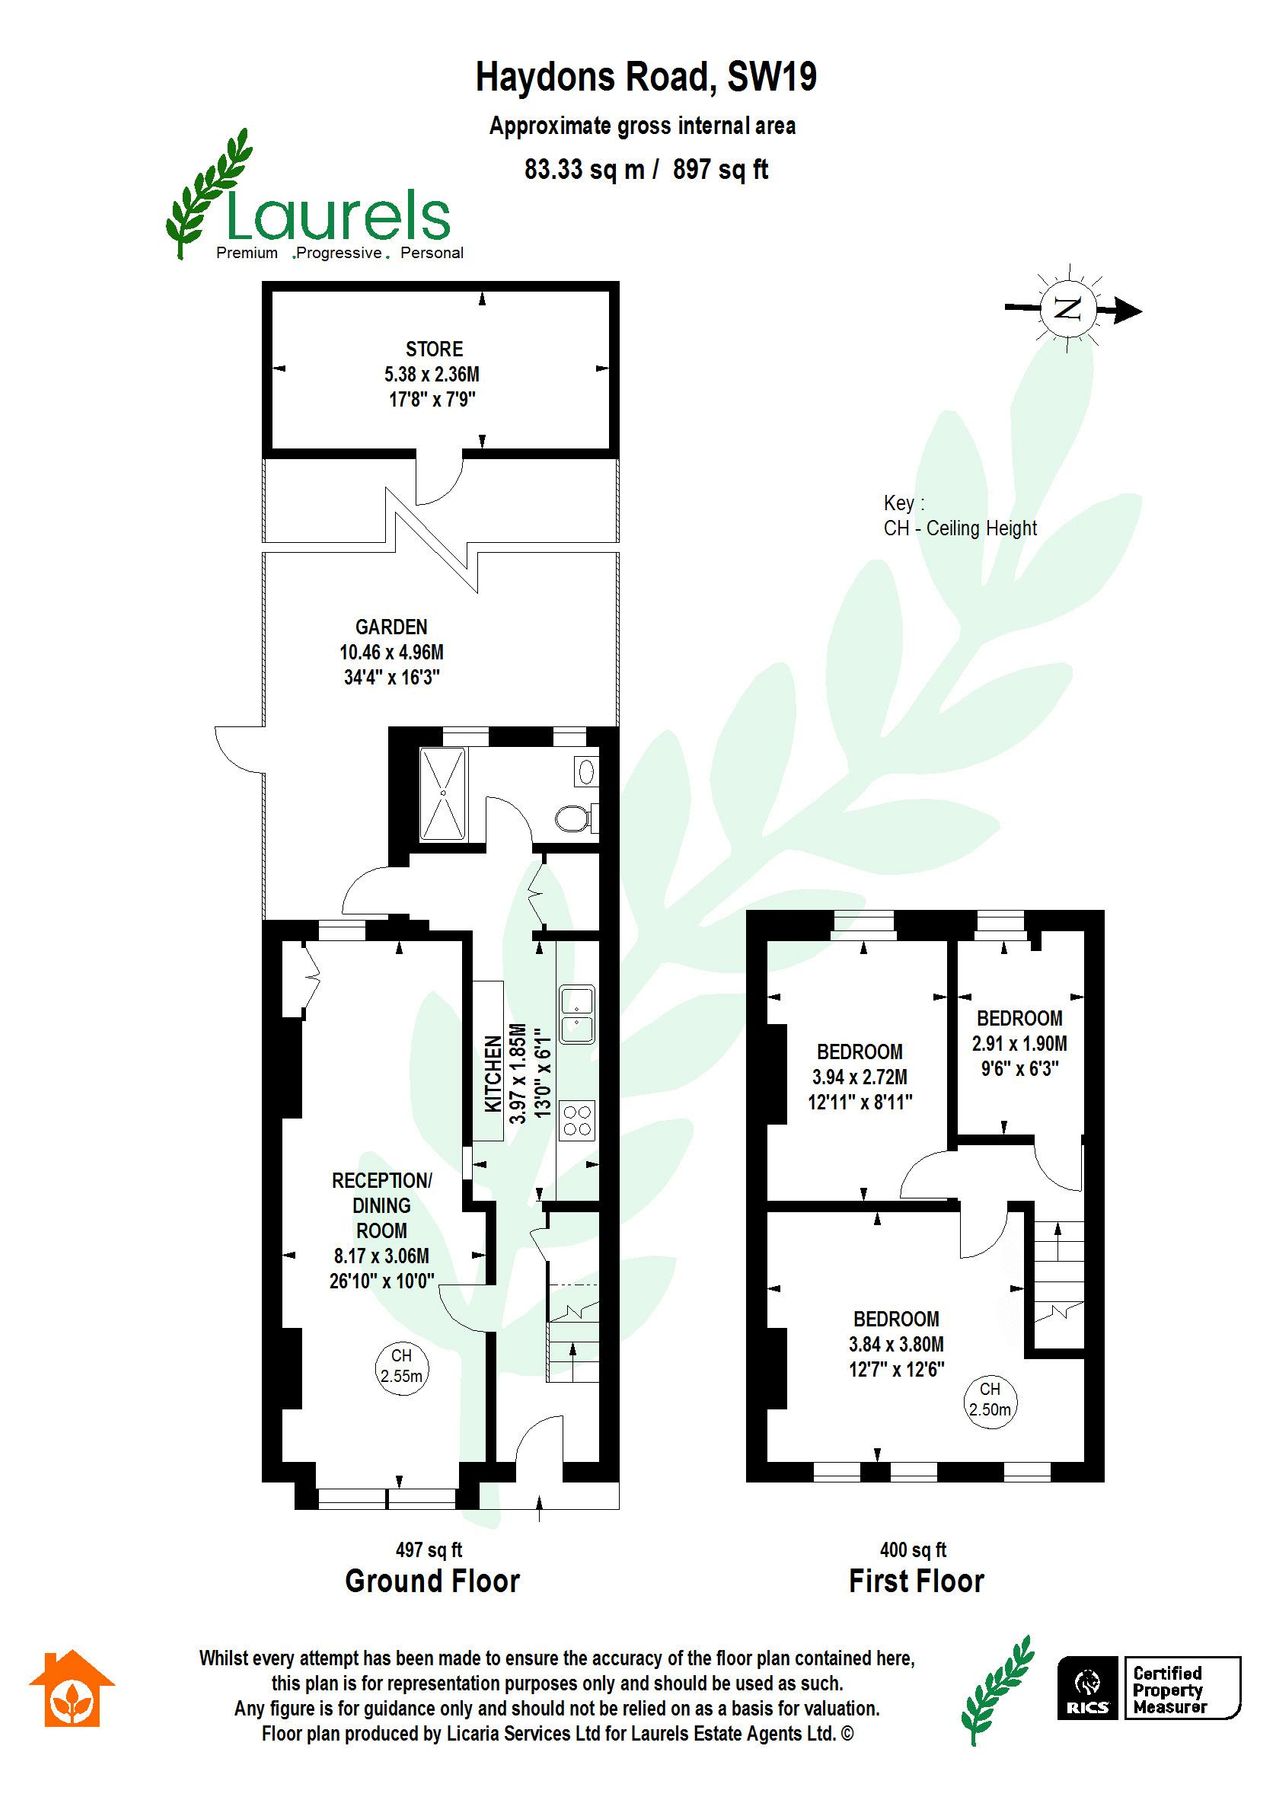 Haydons Road, SW19
Approximate gross internal area
83.33 sq m / 897 sq ft
Laurels
Premium .Progressive. Personal
N
STORE
5.38 x 2.36M
17'8" x 7'9"
Key :
CH - Ceiling Height
GARDEN
10.46 x 4.96M
34'4" x 16'3"
KITCHEN
3.97 x 1.85M
13'0" x 6'1"
RECEPTION/
DINING
ROOM
8.17 x 3.06M
26'10" x 10'0"
CH
2.55m
BEDROOM
3.94 x 2.72M
12'11" x 8'11"
BEDROOM
2.91 x 1.90M
9'6" x 6'3"
BEDROOM
3.84 x 3.80M
12'7" x 12'6"
CH
2.50m
497 sq ft
Ground Floor
400 sq ft
First Floor
Whilst every attempt has been made to ensure the accuracy of the floor plan contained here,
this plan is for representation purposes only and should be used as such.
Any figure is for guidance only and should not be relied on as a basis for valuation.
Floor plan produced by Licaria Services Ltd for Laurels Estate Agents Ltd. ©
RICS
Certified
Property
Measurer